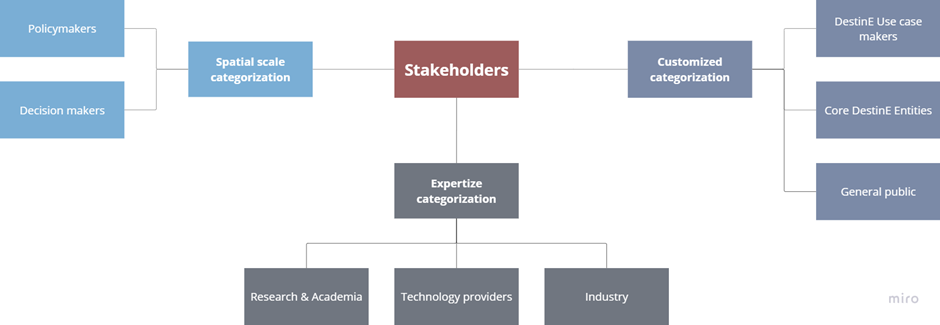 Policymakers
Decision makers
Spatial scale
categorization
Stakeholders
Customized
categorization
DestinE Use case
makers
Core DestinE Entities
General public
Expertize
categorization
Research & Academia
Technology providers
Industry
miro